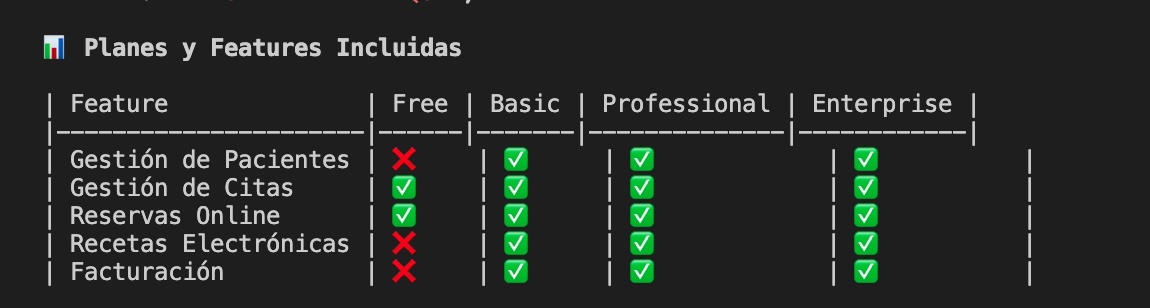 📊 Planes y Features Incluidas
| Feature | Free | Basic | Professional | Enterprise |
|----------------------|------|-------|--------------|------------|
| Gestión de Pacientes | ❌ | ✅ | ✅ | ✅ |
| Gestión de Citas | ✅ | ✅ | ✅ | ✅ |
| Reservas Online | ✅ | ✅ | ✅ | ✅ |
| Recetas Electrónicas | ❌ | ✅ | ✅ | ✅ |
| Facturación | ❌ | ✅ | ✅ | ✅ |